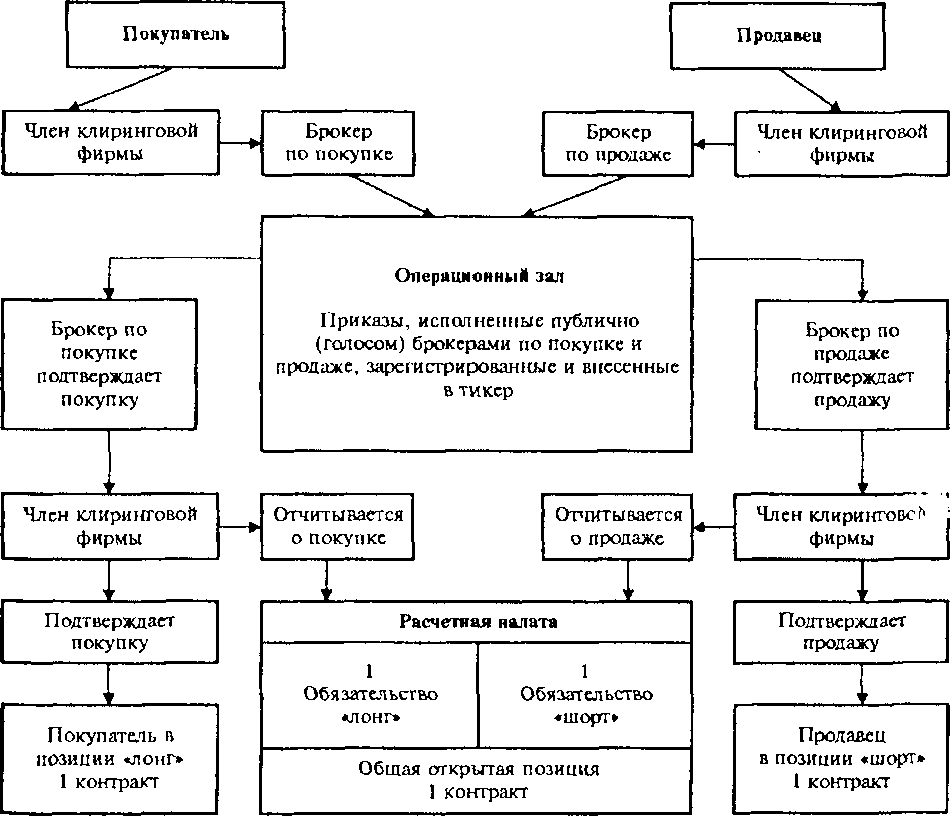 Покупатель
Продавец
Член клиринговой
фирмы
Брокер
по покупке
Брокер
по продаже
Член клиринговой
фирмы
Операционный зал
Приказы, исполненные публично
(голосом) брокерами по покупке и
продаже, зарегистрированные и внесенные
в тикер
Брокер по
покупке
подтверждает
покупку
Брокер по
продаже
подтверждает
продажу
Член клиринговой
фирмы
Отчитывается
о покупке
Отчитывается
о продаже
Член клиринговой
фирмы
Подтверждает
покупку
Расчетная палата
Подтверждает
продажу
1
Обязательство
«лонг»
1
Обязательство
«шорт»
Покупатель в
позиции «лонг»
1 контракт
Общая открытая позиция
1 контракт
Продавец
в позиции «шорт»
1 контракт